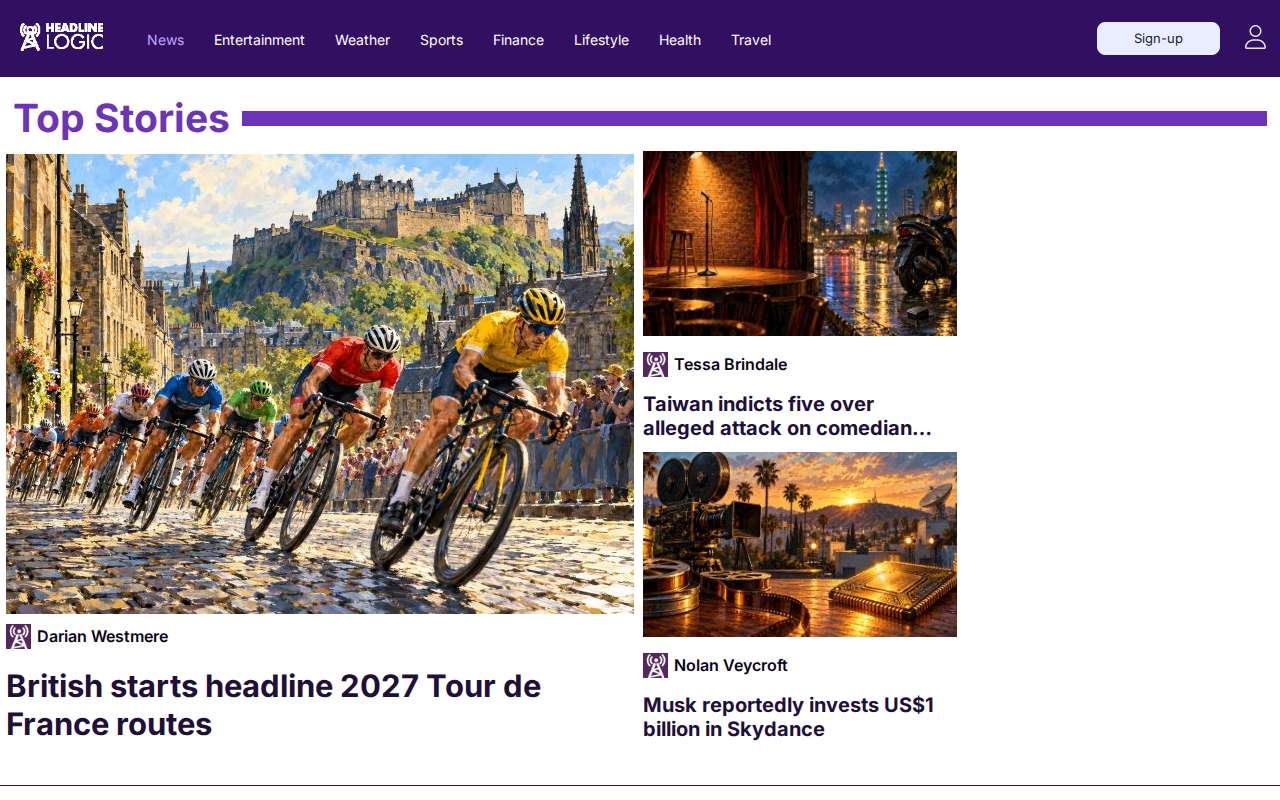 HEADLINE
LOGIC
News
Entertainment
Weather
Sports
Finance
Lifestyle
Health
Travel
Sign-up
Top Stories
Darian Westmere
British starts headline 2027 Tour de
France routes
Tessa Brindale
Taiwan indicts five over
alleged attack on comedian...
Nolan Veycroft
Musk reportedly invests US$1
billion in Skydance